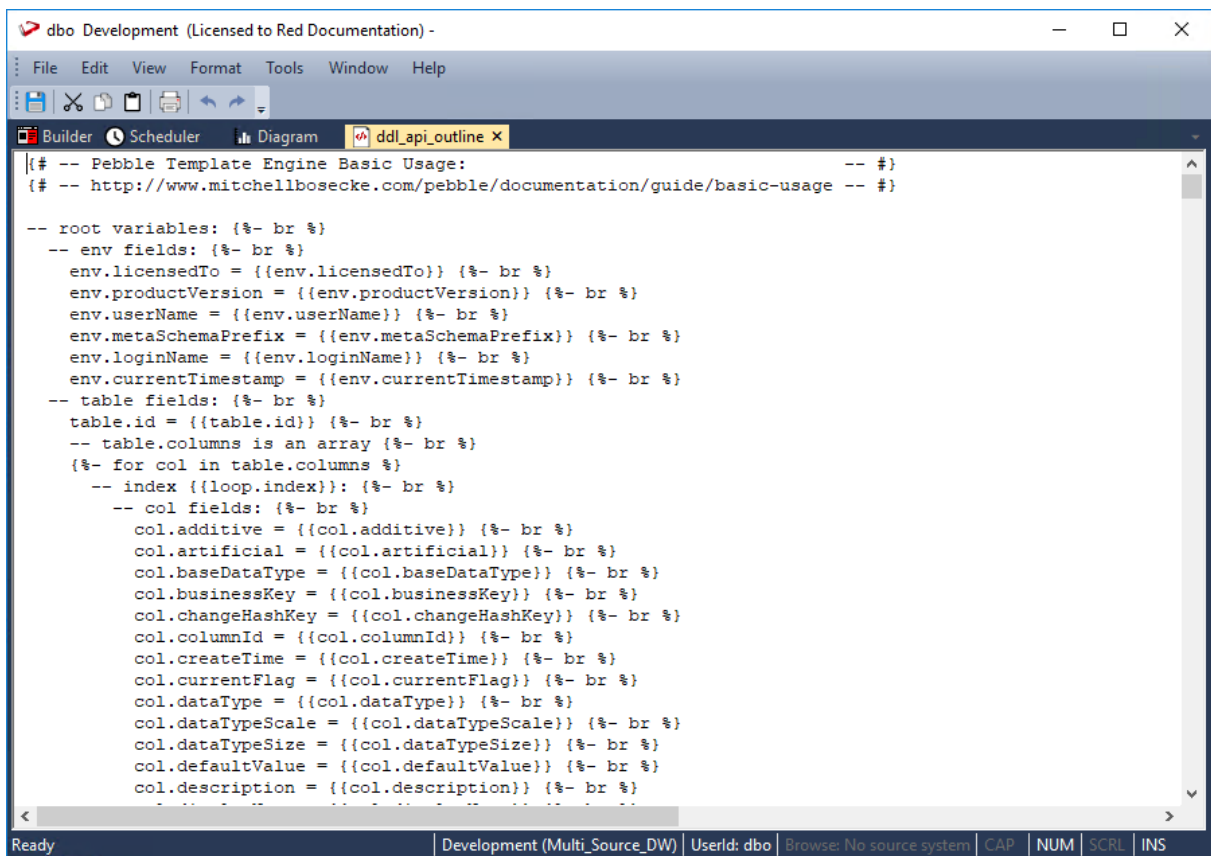 dbo Development (Licensed to Red Documentation) -
File Edit View Format Tools Window Help
Builder Scheduler Diagram ddl_api_outline
{# -- Pebble Template Engine Basic Usage: -- #}
{# -- http://www.mitchellbosecke.com/pebble/documentation/guide/basic-usage -- #}
-- root variables: {%- br %}
-- env fields: {%- br %}
env.licensedTo = {{env.licensedTo}} {%- br %}
env.productVersion = {{env.productVersion}} {%- br %}
env.userName = {{env.userName}} {%- br %}
env.metaSchemaPrefix = {{env.metaSchemaPrefix}} {%- br %}
env.loginName = {{env.loginName}} {%- br %}
env.currentTimestamp = {{env.currentTimestamp}} {%- br %}
-- table fields: {%- br %}
table.id = {{table.id}} {%- br %}
-- table.columns is an array {%- br %}
{%- for col in table.columns %}
-- index {{loop.index}}: {%- br %}
-- col fields: {%- br %}
col.additive = {{col.additive}} {%- br %}
col.artificial = {{col.artificial}} {%- br %}
col.baseDataType = {{col.baseDataType}} {%- br %}
col.businessKey = {{col.businessKey}} {%- br %}
col.changeHashKey = {{col.changeHashKey}} {%- br %}
col.columnId = {{col.columnId}} {%- br %}
col.createTime = {{col.createTime}} {%- br %}
col.currentFlag = {{col.currentFlag}} {%- br %}
col.dataType = {{col.dataType}} {%- br %}
col.dataTypeScale = {{col.dataTypeScale}} {%- br %}
col.dataTypeSize = {{col.dataTypeSize}} {%- br %}
col.defaultValue = {{col.defaultValue}} {%- br %}
col.description = {{col.description}} {%- br %}
Ready Development (Multi_Source_DW) UserId: dbo Browse: No source system CAP NUM SCRL INS